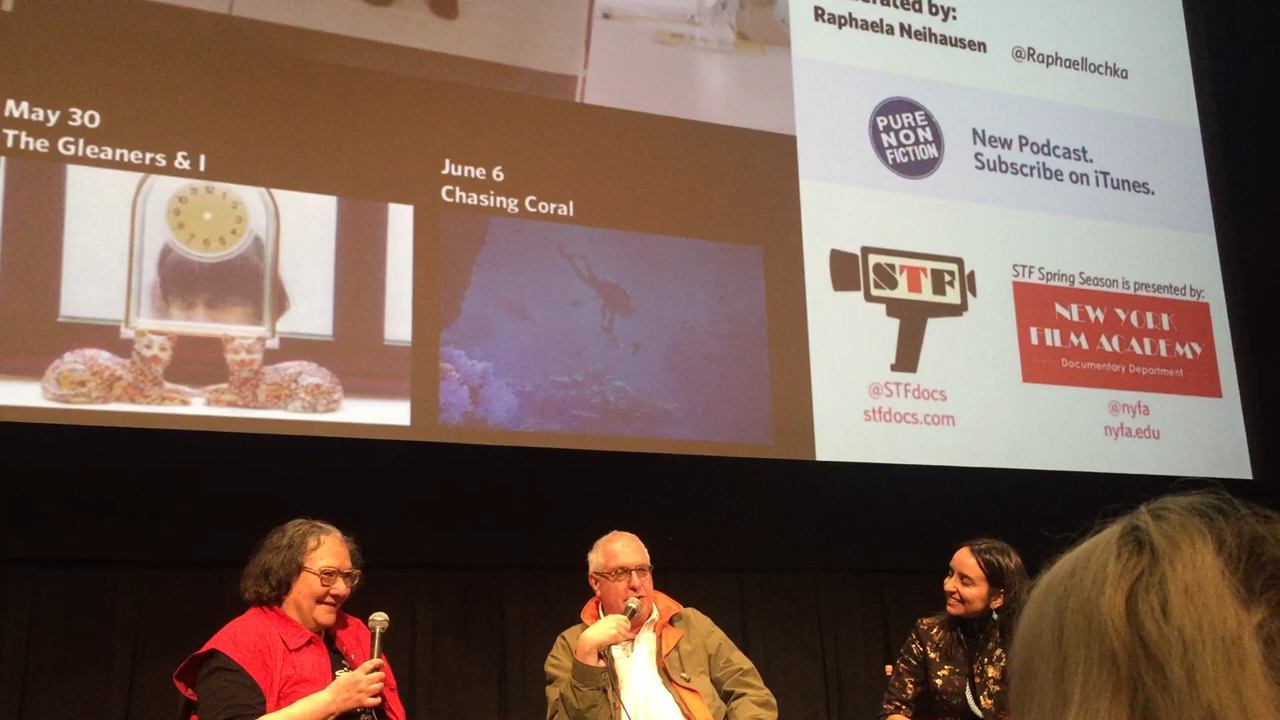 May 30
The Gleaners & I
June 6
Chasing Coral
erated by:
Raphaela Neihausen @Raphaellochka
PURE
NON
FICTION
New Podcast.
Subscribe on iTunes.
STF
@STFdocs
stfdocs.com
STF Spring Season is presented by:
NEW YORK
FILM ACADEMY
Documentary Department
@nyfa
nyfa.edu